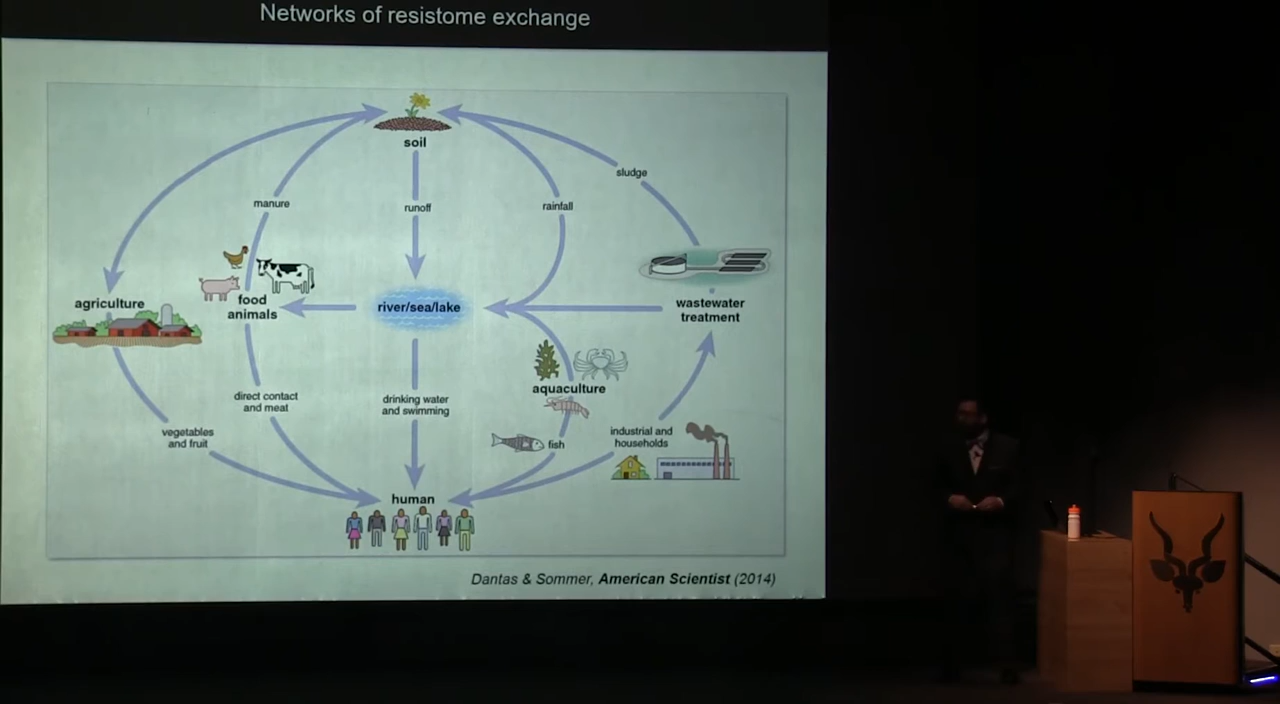 Networks of resistome exchange
soil
sludge
manure
runoff
rainfall
agriculture
food
animals
river/sea/lake
wastewater
treatment
aquaculture
direct contact
and meat
drinking water
and swimming
vegetables
and fruit
fish
industrial and
households
human
Dantas & Sommer, American Scientist (2014)